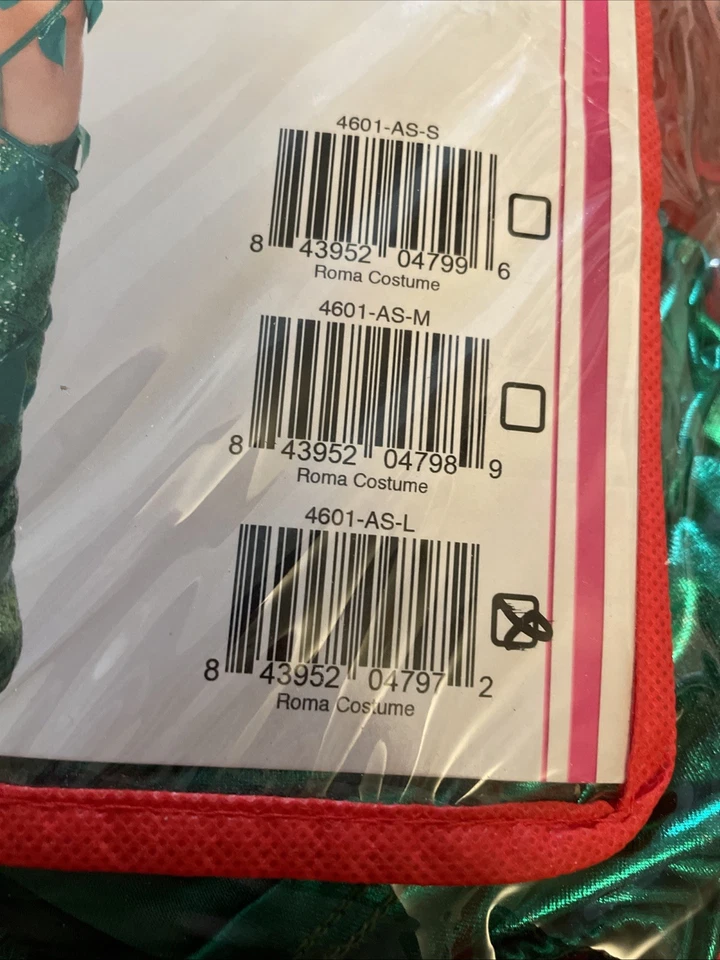 4601-AS-S
8 43952 04799 6
Roma Costume
4601-AS-M
8 43952 04798 9
Roma Costume
4601-AS-L
8 43952 04797 2
Roma Costume